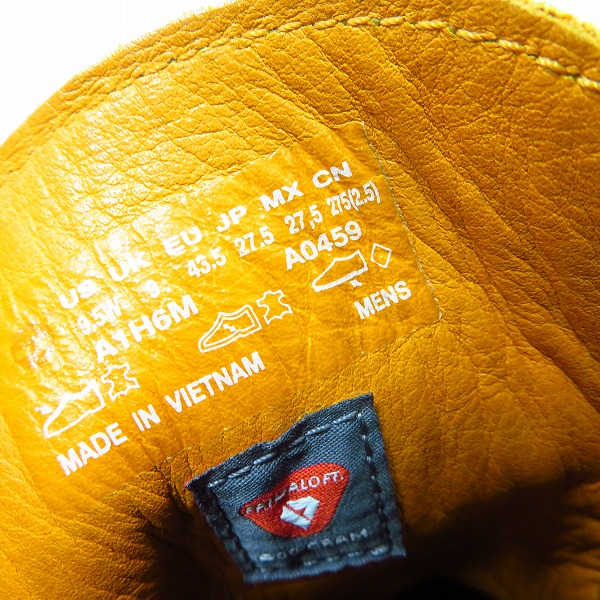 US UK EU JP MX CN
9.5W 9 43.5 27.5 27,5 275(2.5)
A1H6M A0459
MENS
MADE IN VIETNAM
PRIMALOFT
GRAM